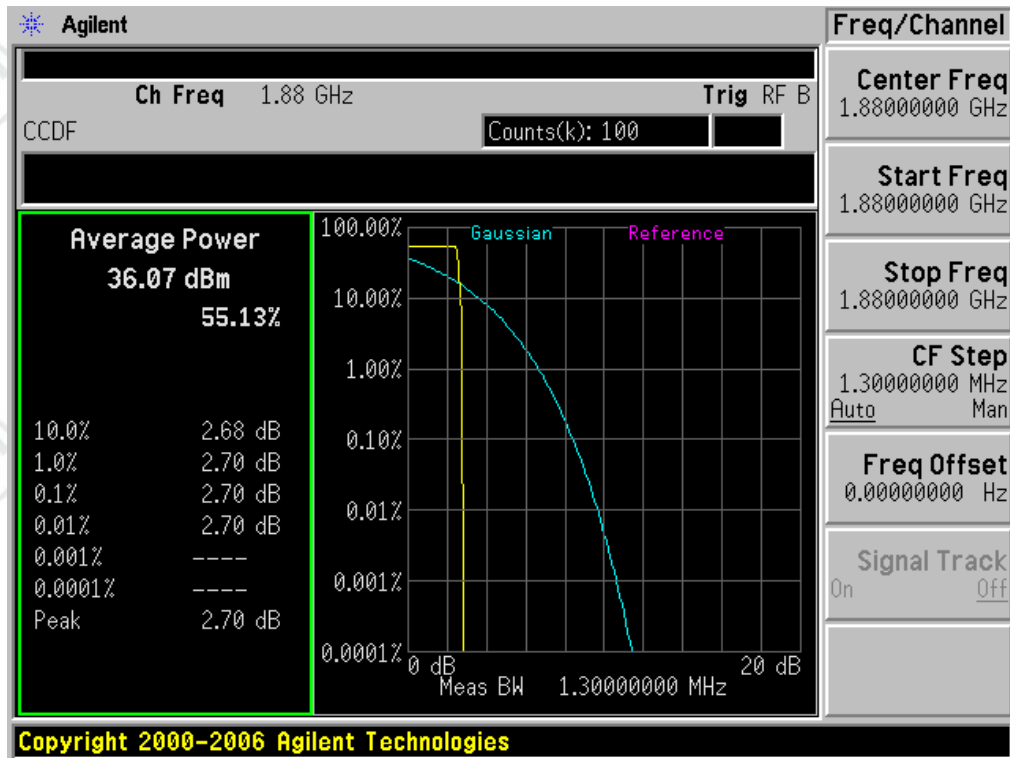 Agilent
Freq/Channel
Ch Freq 1.88 GHz
Trig RF B
CCDF
Counts(k): 100
Average Power
36.07 dBm
55.13%
10.0% 2.68 dB
1.0% 2.70 dB
0.1% 2.70 dB
0.01% 2.70 dB
0.001% ----
0.0001% ----
Peak 2.70 dB
Gaussian
Reference
100.00%
10.00%
1.00%
0.10%
0.01%
0.001%
0.0001%
0 dB
20 dB
Meas BW 1.30000000 MHz
Center Freq
1.88000000 GHz
Start Freq
1.88000000 GHz
Stop Freq
1.88000000 GHz
CF Step
1.30000000 MHz
Auto Man
Freq Offset
0.00000000 Hz
Signal Track
On Off
Copyright 2000-2006 Agilent Technologies